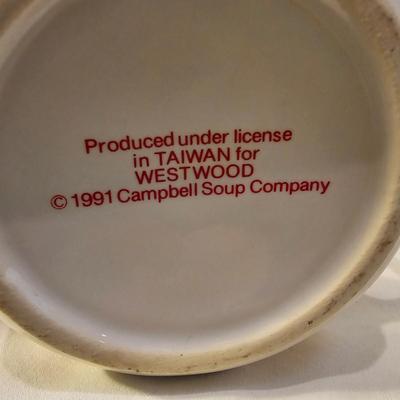 Produced under license
in TAIWAN for
WESTWOOD
© 1991 Campbell Soup Company